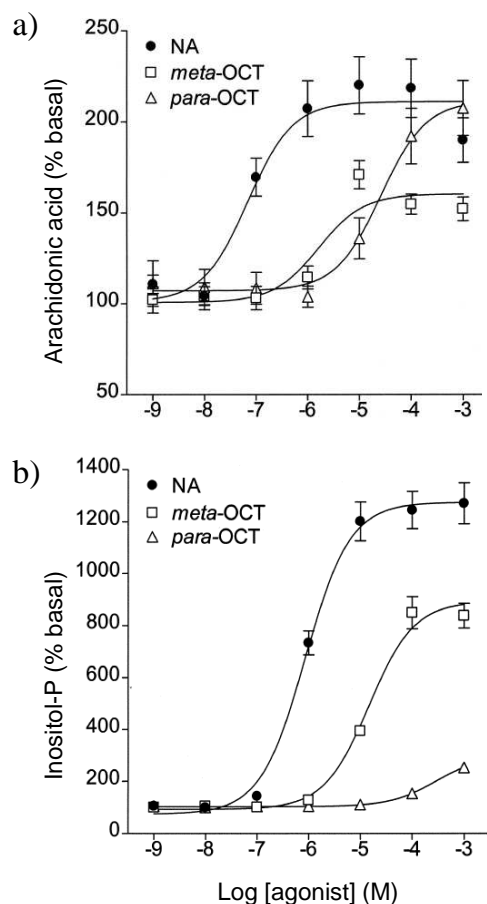 a)
250
200
150
100
50
Arachidonic acid (% basal)
NA
meta-OCT
para-OCT
-9 -8 -7 -6 -5 -4 -3
b)
1400
1200
1000
800
600
400
200
0
Inositol-P (% basal)
NA
meta-OCT
para-OCT
-9 -8 -7 -6 -5 -4 -3
Log [agonist] (M)